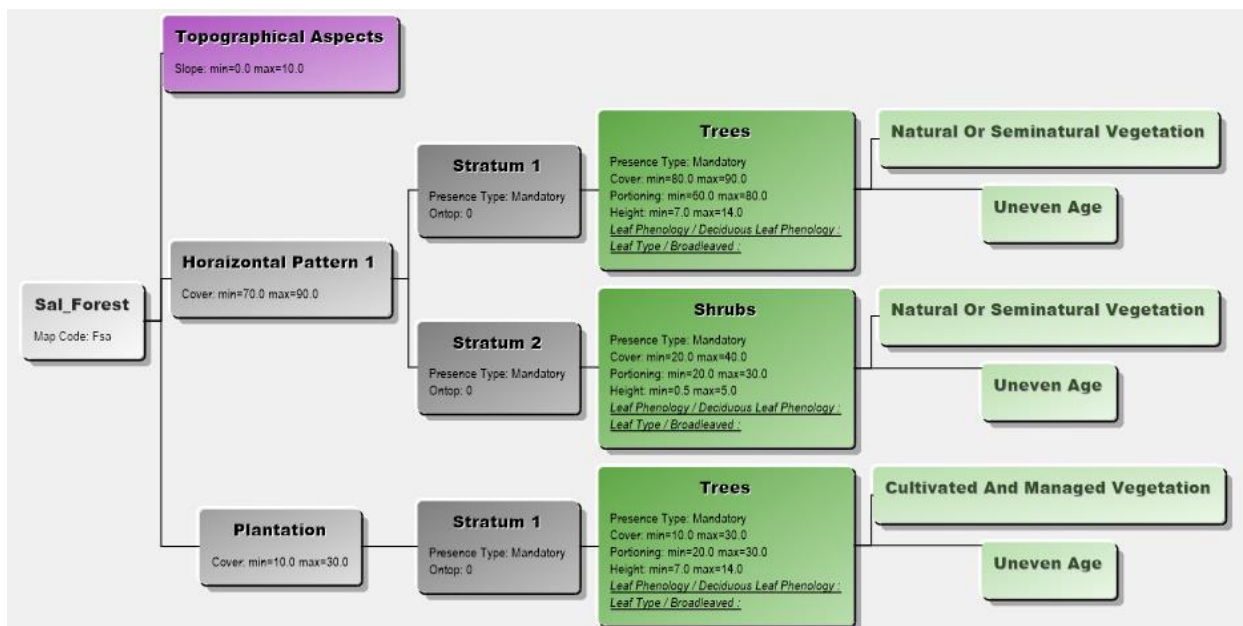 Topographical Aspects
Slope: min=0.0 max=10.0
Sal_Forest
Map Code: Fsa
Horaizontal Pattern 1
Cover: min=70.0 max=90.0
Stratum 1
Presence Type: Mandatory
Ontop: 0
Trees
Presence Type: Mandatory
Cover: min=80.0 max=90.0
Portioning: min=60.0 max=80.0
Height: min=7.0 max=14.0
Leaf Phenology / Deciduous Leaf Phenology :
Leaf Type / Broadleaved :
Natural Or Seminatural Vegetation
Uneven Age
Stratum 2
Presence Type: Mandatory
Ontop: 0
Shrubs
Presence Type: Mandatory
Cover: min=20.0 max=40.0
Portioning: min=20.0 max=30.0
Height: min=0.5 max=5.0
Leaf Phenology / Deciduous Leaf Phenology :
Leaf Type / Broadleaved :
Natural Or Seminatural Vegetation
Uneven Age
Plantation
Cover: min=10.0 max=30.0
Stratum 1
Presence Type: Mandatory
Ontop: 0
Trees
Presence Type: Mandatory
Cover: min=10.0 max=30.0
Portioning: min=20.0 max=30.0
Height: min=7.0 max=14.0
Leaf Phenology / Deciduous Leaf Phenology :
Leaf Type / Broadleaved :
Cultivated And Managed Vegetation
Uneven Age